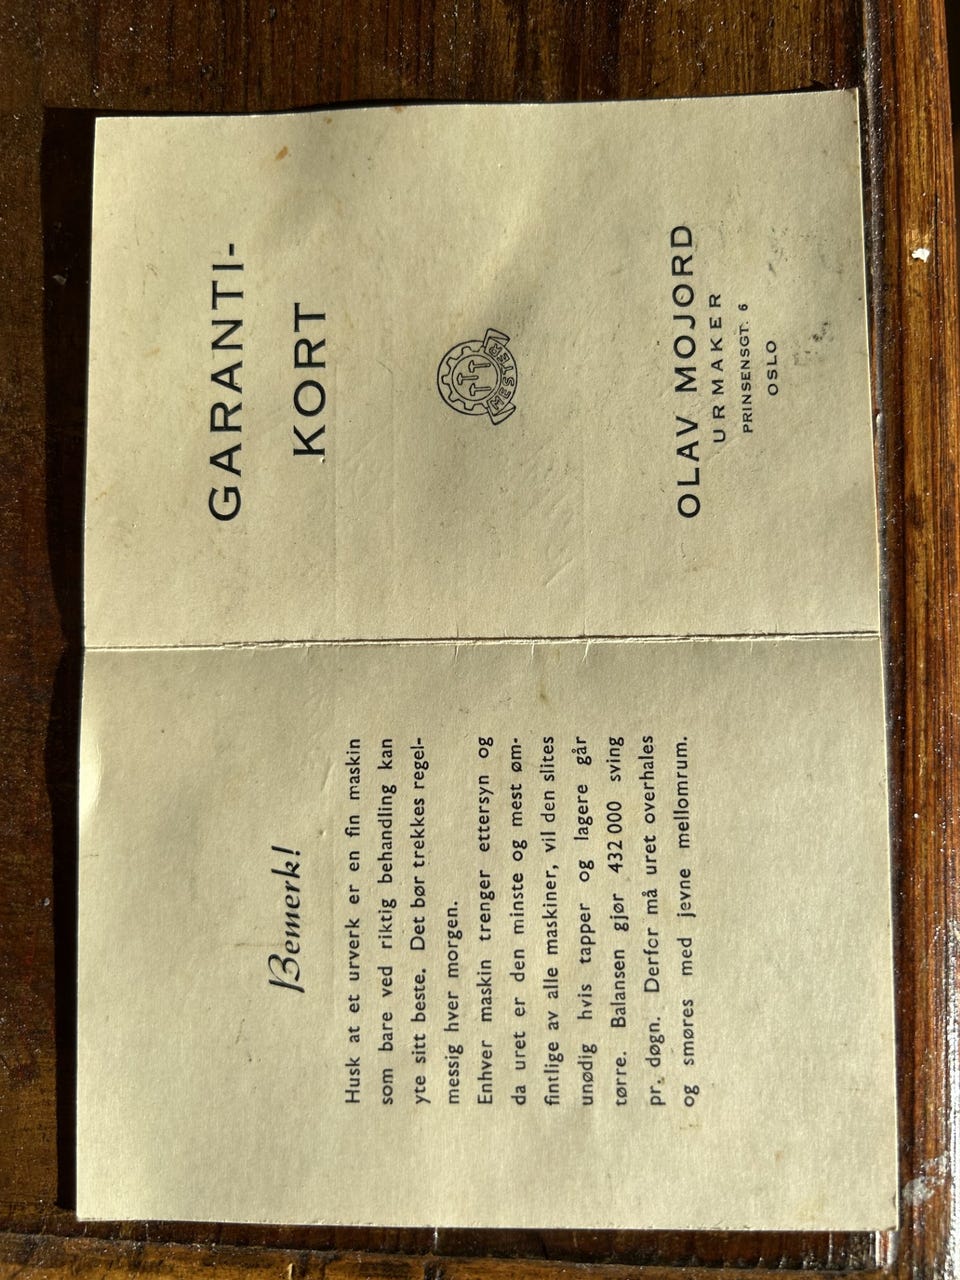 Bemerk!
Husk at et urverk er en fin maskin
som bare ved riktig behandling kan
yte sitt beste. Det bør trekkes regel-
messig hver morgen.
Enhver maskin trenger ettersyn og
da uret er den minste og mest øm-
fintlige av alle maskiner, vil den slites
unødig hvis tapper og lagere går
tørre. Balansen gjør 432 000 sving
pr. døgn. Derfor må uret overhales
og smøres med jevne mellomrum.
GARANTI-
KORT
MESTER
OLAV MOJORD
URMAKER
PRINSENSGT. 6
OSLO